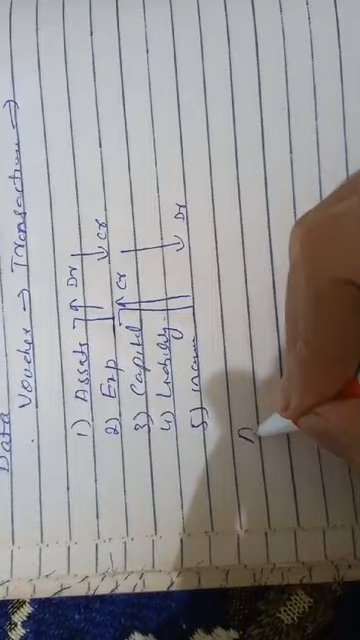 Data
Voucher → Transaction →
1) Assets ↑ Dr ↓ Cr
2) Exp
3) Capital ↑ Cr ↓ Dr
4) Liability
5) income